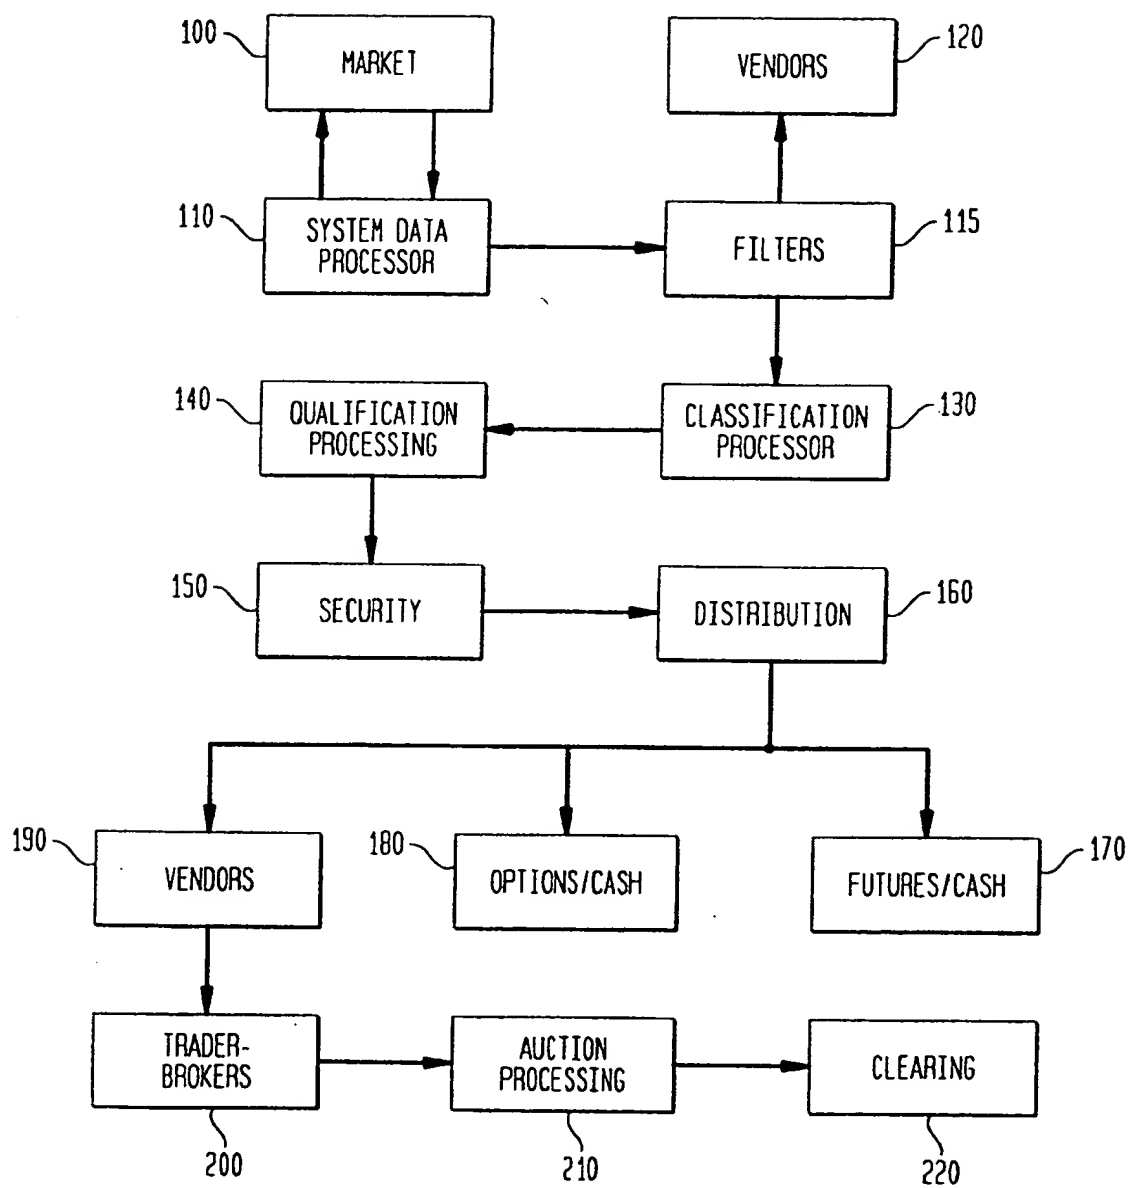 100
MARKET
120
VENDORS
110
SYSTEM DATA
PROCESSOR
115
FILTERS
140
QUALIFICATION
PROCESSING
130
CLASSIFICATION
PROCESSOR
150
SECURITY
160
DISTRIBUTION
190
VENDORS
180
OPTIONS/CASH
170
FUTURES/CASH
TRADER-
BROKERS
200
AUCTION
PROCESSING
210
CLEARING
220